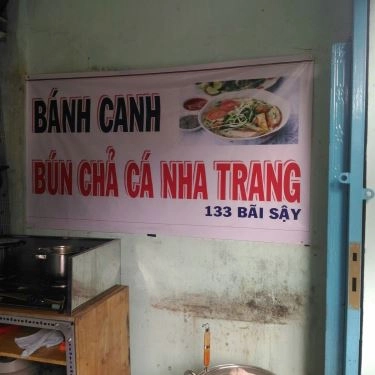 BÁNH CANH
BÚN CHẢ CÁ NHA TRANG
133 BÃI SẬY